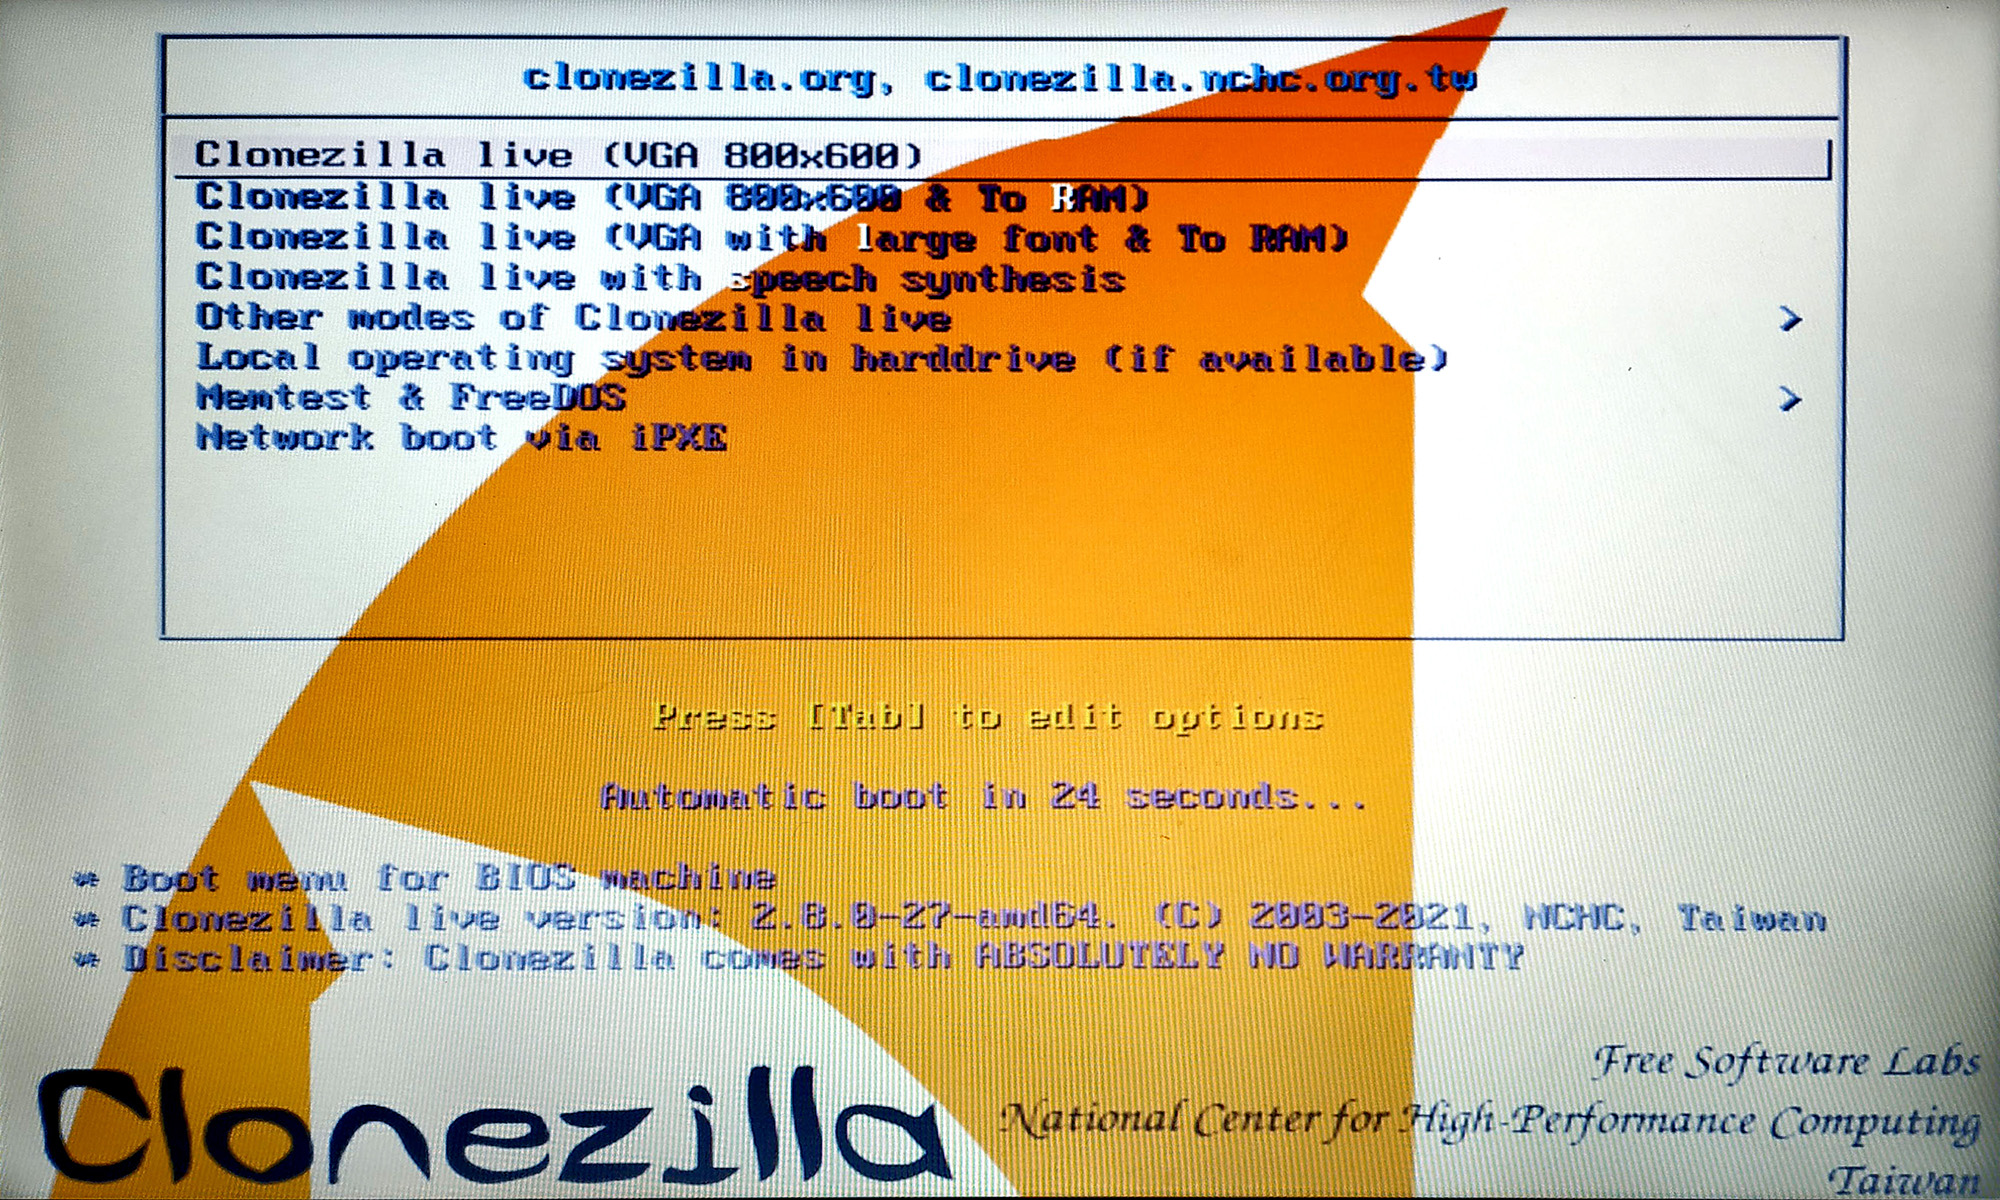 clonezilla.org, clonezilla.nchc.org.tw
Clonezilla live (VGA 800x600)
Clonezilla live (VGA 800x600 & To RAM)
Clonezilla live (VGA with large font & To RAM)
Clonezilla live with speech synthesis
Other modes of Clonezilla live >
Local operating system in harddrive (if available)
Memtest & FreeDOS >
Network boot via iPXE
Press [Tab] to edit options
Automatic boot in 24 seconds...
* Boot menu for BIOS machine
* Clonezilla live version: 2.8.0-27-amd64. (C) 2003-2021, NCHC, Taiwan
* Disclaimer: Clonezilla comes with ABSOLUTELY NO WARRANTY
Clonezilla
Free Software Labs
National Center for High-Performance Computing
Taiwan